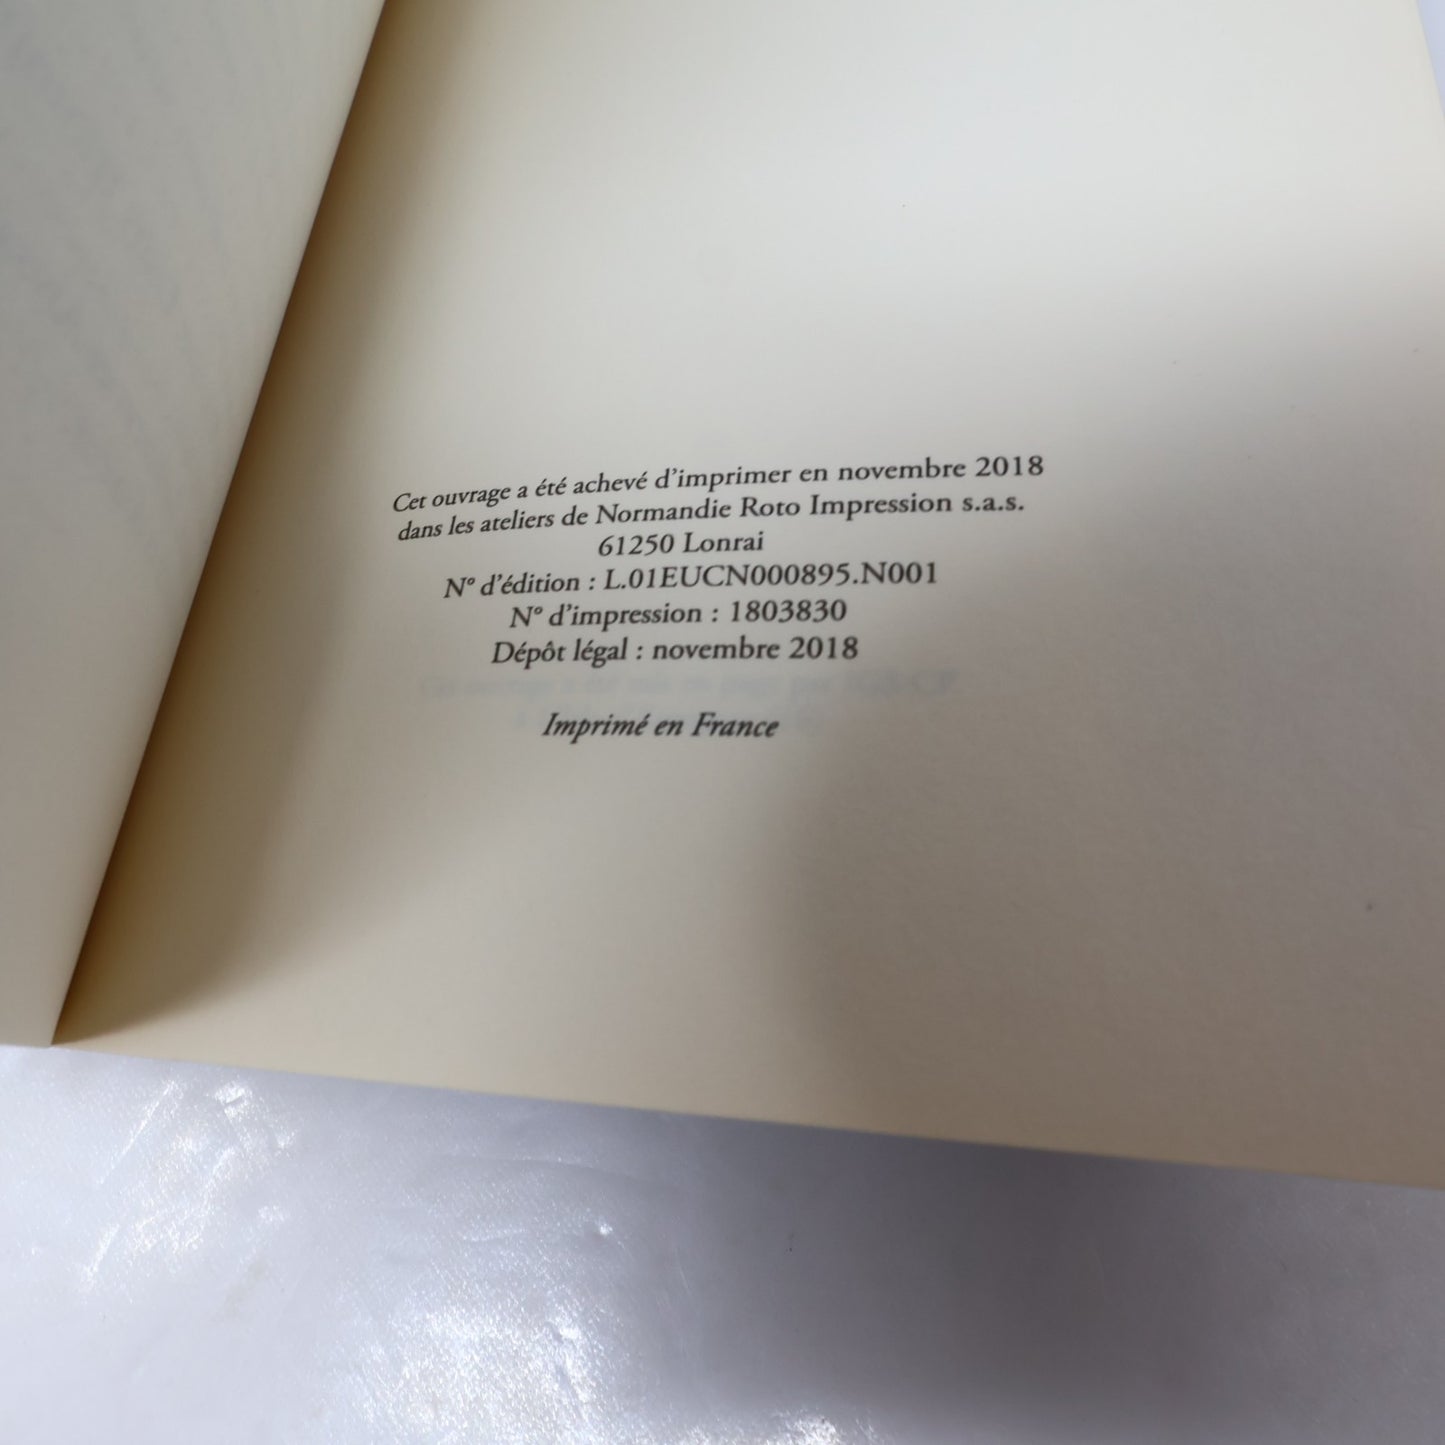 Cet ouvrage a été achevé d'imprimer en novembre 2018
dans les ateliers de Normandie Roto Impression s.a.s.
61250 Lonrai
N° d'édition : L.01EUCN000895.N001
N° d'impression : 1803830
Dépôt légal : novembre 2018
Imprimé en France